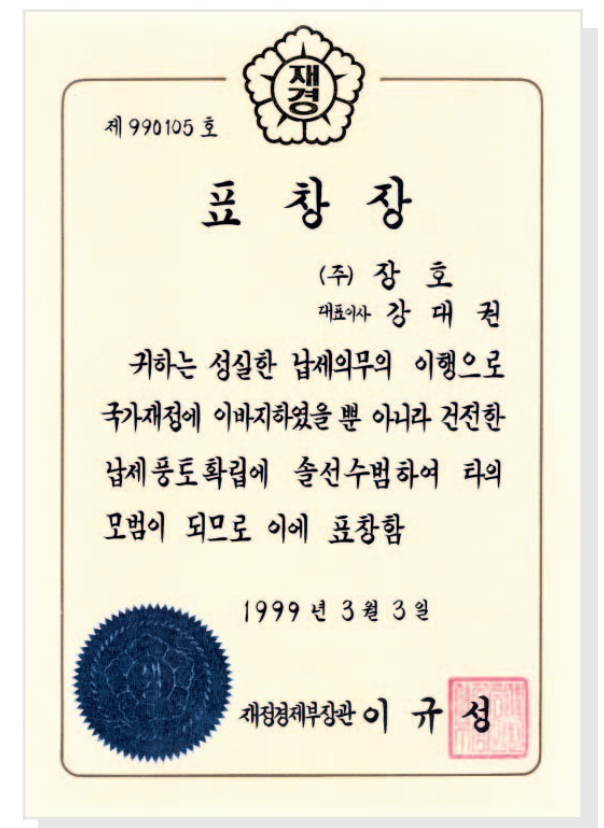 재경
제 990105 호
표 창 장
(주) 장 호
대표이사 강 대 권
귀하는 성실한 납세의무의 이행으로
국가재정에 이바지하였을 뿐 아니라 건전한
납세풍토확립에 솔선수범하여 타의
모범이 되므로 이에 표창함
1999 년 3 월 3 일
재정경제부장관 이 규 성